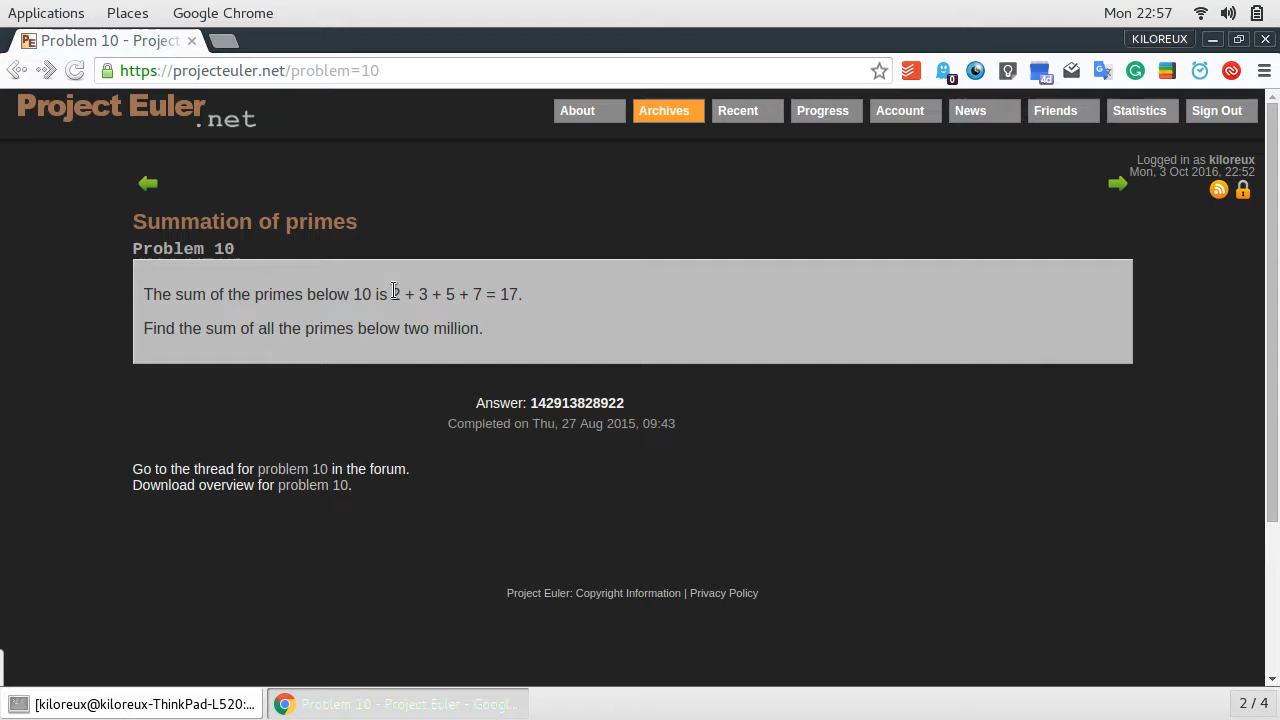 Applications Places Google Chrome Mon 22:57
Problem 10 - Project KILOREUX
https://projecteuler.net/problem=10 0 4d
Project Euler .net About Archives Recent Progress Account News Friends Statistics Sign Out
Logged in as kiloreux
Mon, 3 Oct 2016, 22:52
Summation of primes
Problem 10
The sum of the primes below 10 is 2 + 3 + 5 + 7 = 17.
Find the sum of all the primes below two million.
Answer: 142913828922
Completed on Thu, 27 Aug 2015, 09:43
Go to the thread for problem 10 in the forum.
Download overview for problem 10.
Project Euler: Copyright Information | Privacy Policy
[kiloreux@kiloreux-ThinkPad-L520:... Problem 10 - Project Euler - Googl... 2 / 4